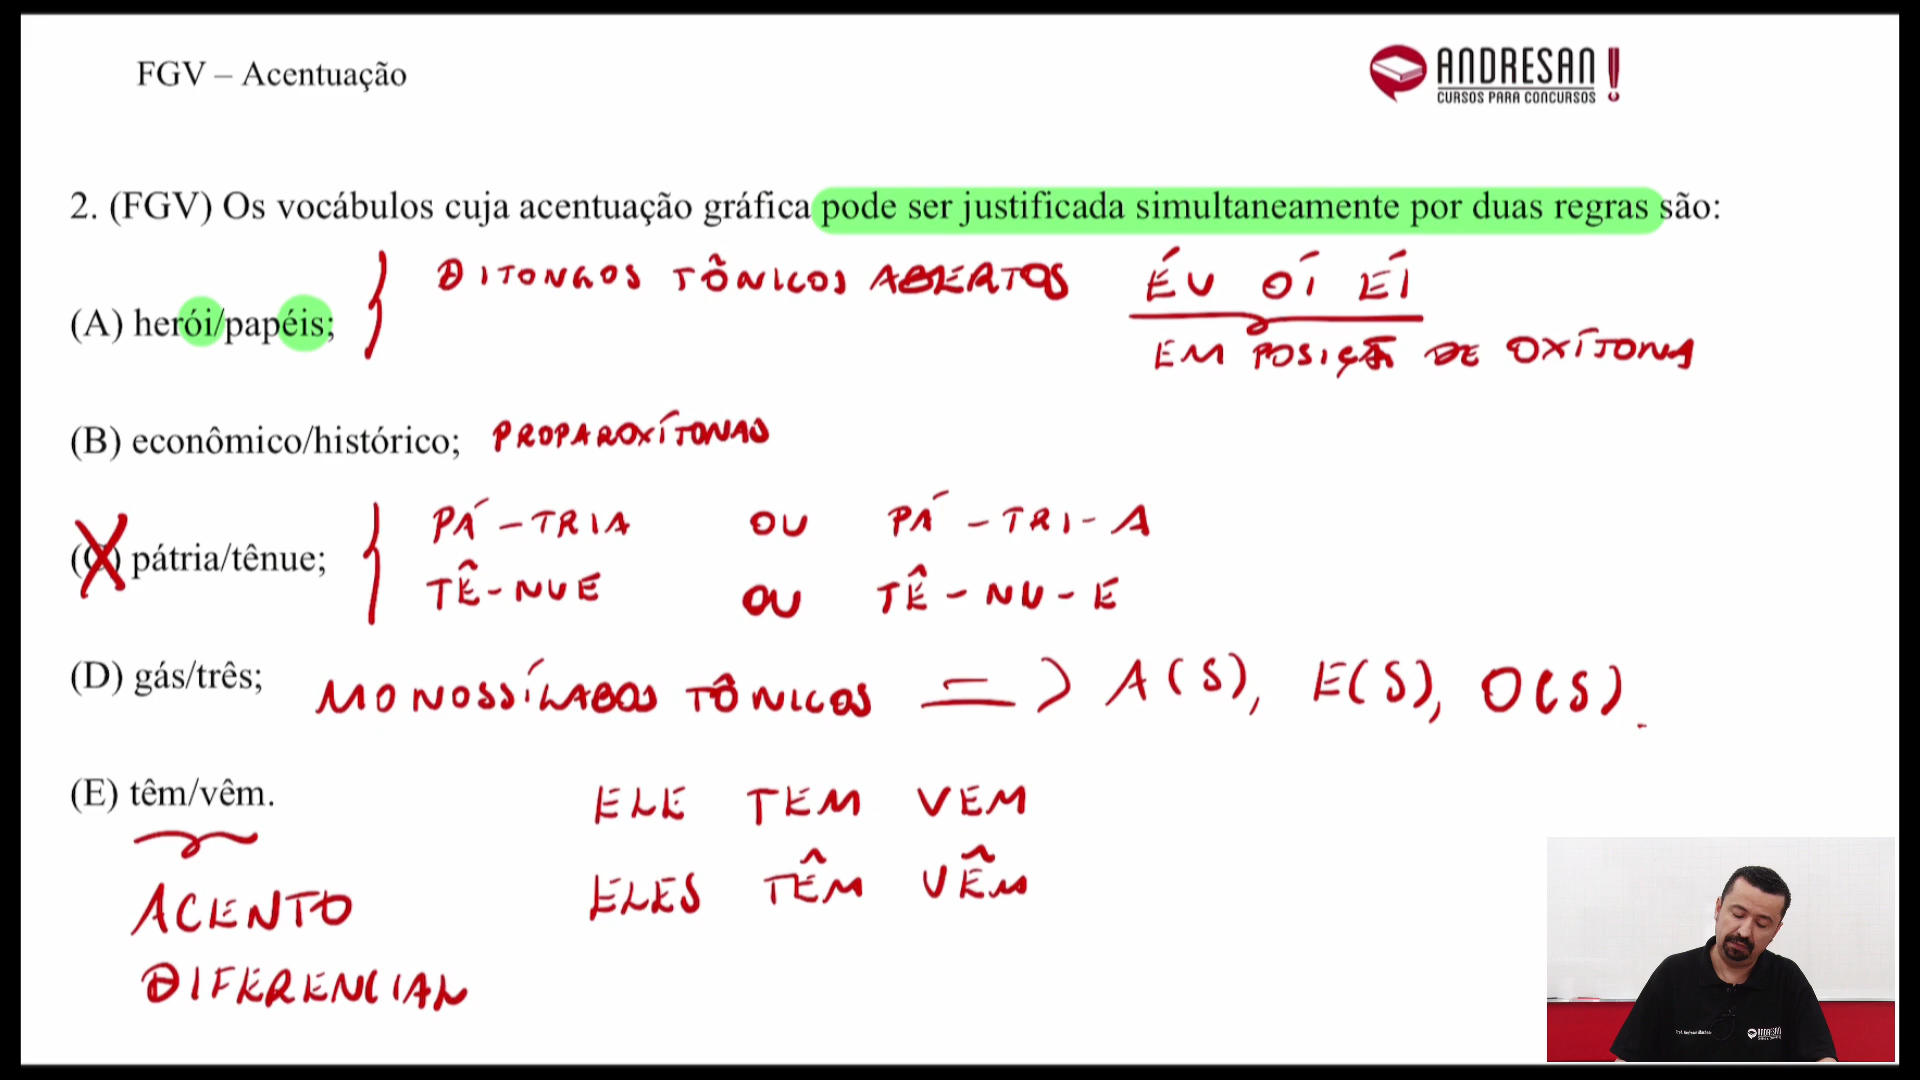 FGV – Acentuação
ANDRESAN!
CURSOS PARA CONCURSOS
2. (FGV) Os vocábulos cuja acentuação gráfica pode ser justificada simultaneamente por duas regras são:
DITONGOS TÔNICOS ABERTOS ÉU ÓI ÉI
(A) herói/papéis;
EM POSIÇÃO DE OXÍTONA
(B) econômico/histórico; PROPAROXÍTONAS
PÁ-TRIA OU PÁ-TRI-A
(C) pátria/tênue;
TÊ-NUE OU TÊ-NU-E
(D) gás/três; MONOSSÍLABOS TÔNICOS => A(S), E(S), O(S).
(E) têm/vêm. ELE TEM VEM
ELES TÊM VÊM
ACENTO
DIFERENCIAL
ANDRESAN